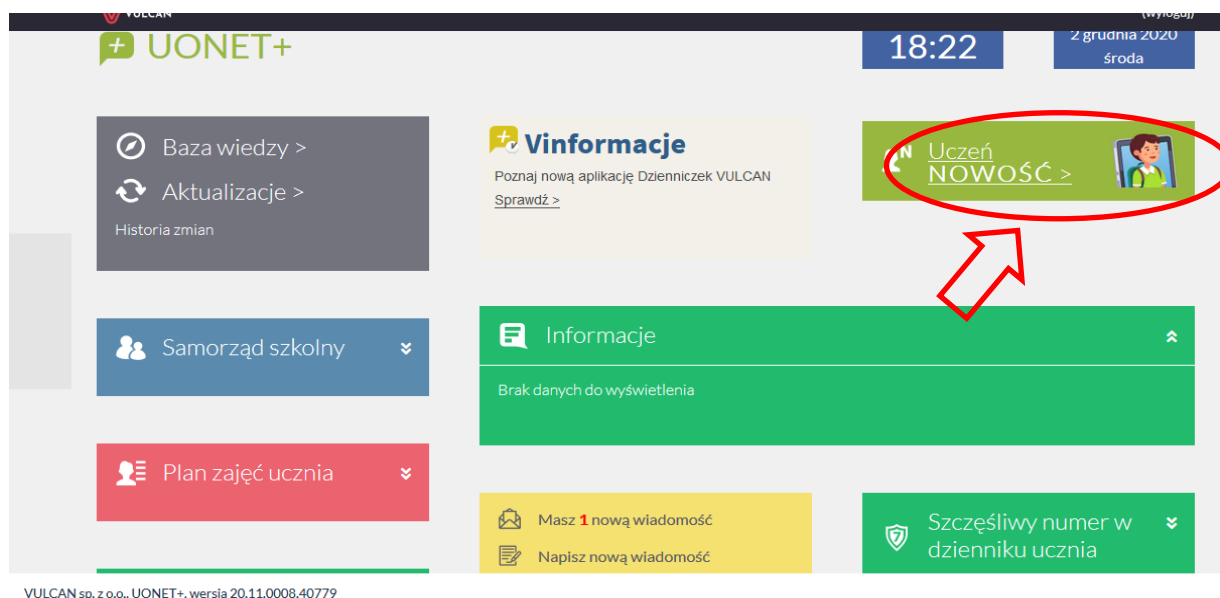 VULCAN
(wyloguj)
UONET+
18:22
2 grudnia 2020
środa
Baza wiedzy >
Aktualizacje >
Historia zmian
Vinformacje
Poznaj nową aplikację Dzienniczek VULCAN
Sprawdź >
Uczeń
NOWOŚĆ >
Samorząd szkolny
Informacje
Brak danych do wyświetlenia
Plan zajęć ucznia
Masz 1 nową wiadomość
Napisz nową wiadomość
Szczęśliwy numer w
dzienniku ucznia
VULCAN sp. z o.o., UONET+, wersja 20.11.0008.40779